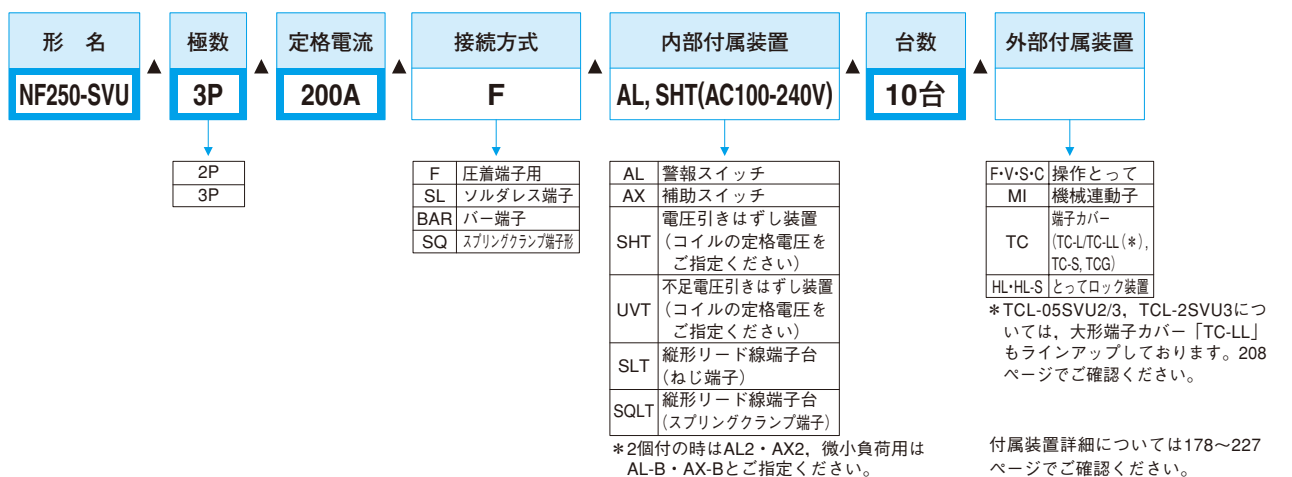 形 名 ▲ 極数 ▲ 定格電流 ▲ 接続方式 ▲ 内部付属装置 ▲ 台数 ▲ 外部付属装置
NF250-SVU 3P 200A F AL, SHT(AC100-240V) 10台
2P
3P
F 圧着端子用
SL ソルダレス端子
BAR バー端子
SQ スプリングクランプ端子形
AL 警報スイッチ
AX 補助スイッチ
SHT 電圧引きはずし装置
(コイルの定格電圧を
ご指定ください)
UVT 不足電圧引きはずし装置
(コイルの定格電圧を
ご指定ください)
SLT 縦形リード線端子台
(ねじ端子)
SQLT 縦形リード線端子台
(スプリングクランプ端子)
*2個付の時はAL2・AX2，微小負荷用は
AL-B・AX-Bとご指定ください。
F・V・S・C 操作とって
MI 機械連動子
TC 端子カバー
(TC-L/TC-LL(*),
TC-S, TCG)
HL・HL-S とってロック装置
*TCL-05SVU2/3，TCL-2SVU3につ
いては，大形端子カバー「TC-LL」
もラインアップしております。208
ページでご確認ください。
付属装置詳細については178〜227
ページでご確認ください。